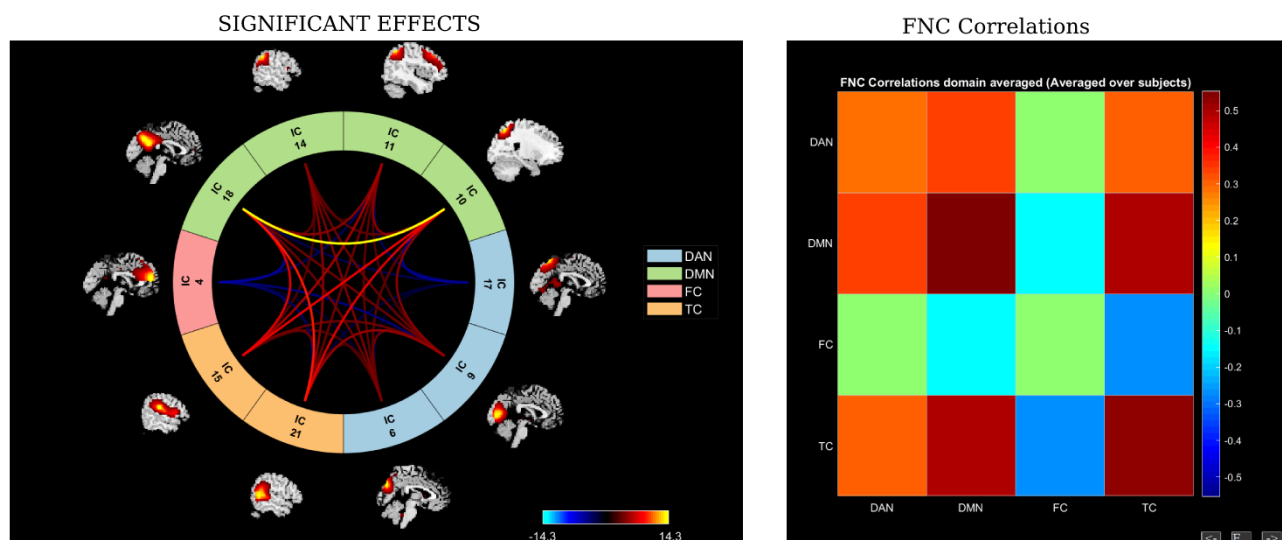 SIGNIFICANT EFFECTS
IC
14
IC
11
IC
18
IC
10
IC
4
IC
17
IC
15
IC
9
IC
21
IC
6
DAN
DMN
FC
TC
-14.3
14.3
FNC Correlations
FNC Correlations domain averaged (Averaged over subjects)
DAN
DMN
FC
TC
DAN
DMN
FC
TC
0.5
0.4
0.3
0.2
0.1
0
-0.1
-0.2
-0.3
-0.4
-0.5
<-
->